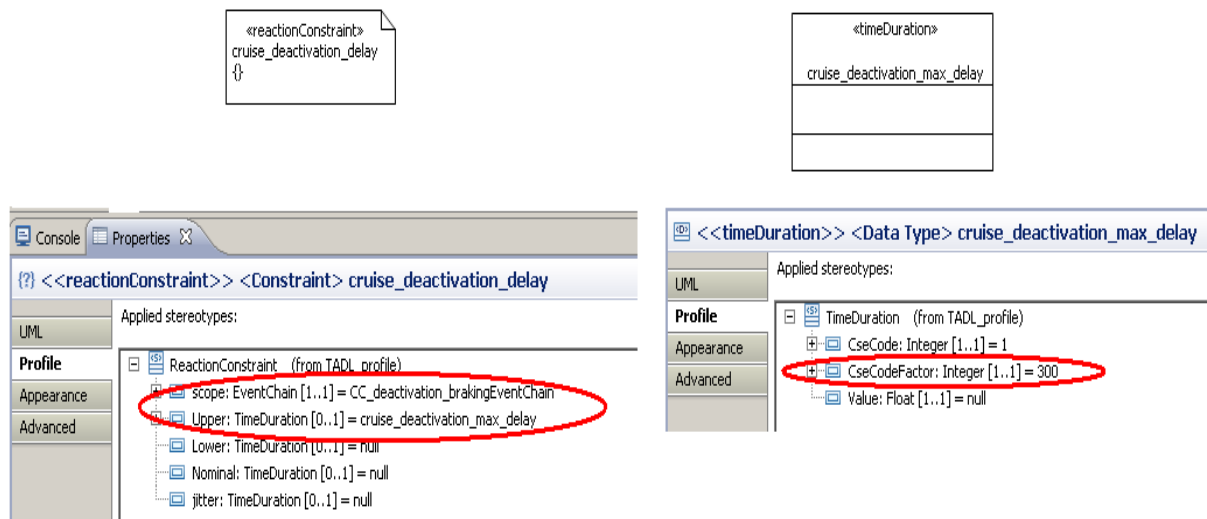 «reactionConstraint»
cruise_deactivation_delay
{}
«timeDuration»
cruise_deactivation_max_delay
Console
Properties
<<reactionConstraint>> <Constraint> cruise_deactivation_delay
Applied stereotypes:
UML
Profile
Appearance
Advanced
ReactionConstraint (from TADL_profile)
scope: EventChain [1..1] = CC_deactivation_brakingEventChain
Upper: TimeDuration [0..1] = cruise_deactivation_max_delay
Lower: TimeDuration [0..1] = null
Nominal: TimeDuration [0..1] = null
jitter: TimeDuration [0..1] = null
<<timeDuration>> <Data Type> cruise_deactivation_max_delay
Applied stereotypes:
UML
Profile
Appearance
Advanced
TimeDuration (from TADL_profile)
CseCode: Integer [1..1] = 1
CseCodeFactor: Integer [1..1] = 300
Value: Float [1..1] = null